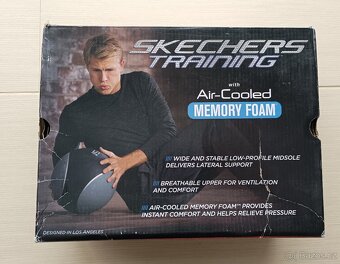 SKECHERS
TRAINING
with
Air-Cooled
MEMORY FOAM
WIDE AND STABLE LOW-PROFILE MIDSOLE
DELIVERS LATERAL SUPPORT
BREATHABLE UPPER FOR VENTILATION
AND COMFORT
AIR-COOLED MEMORY FOAM™ PROVIDES
INSTANT COMFORT AND HELPS RELIEVE PRESSURE
DESIGNED IN LOS ANGELES